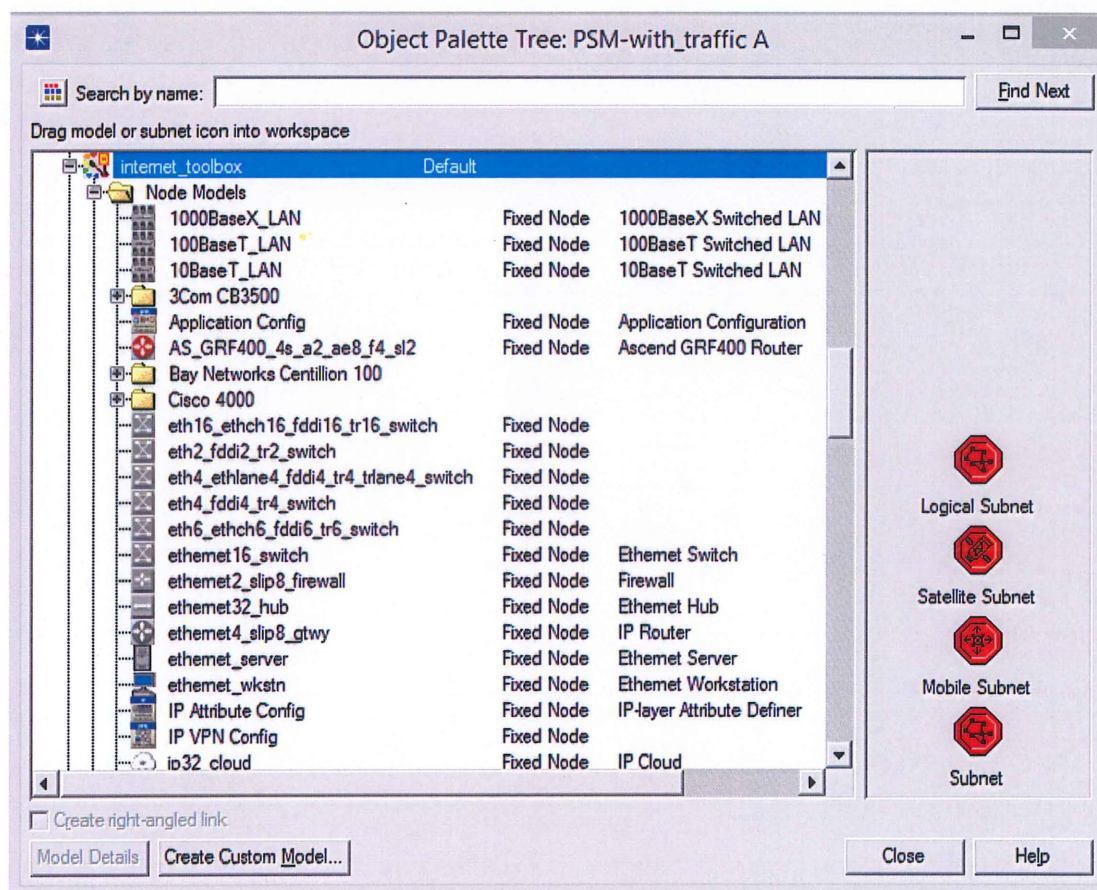 Object Palette Tree: PSM-with_traffic A
Search by name:
Find Next
Drag model or subnet icon into workspace
internet_toolbox Default
Node Models
1000BaseX_LAN Fixed Node 1000BaseX Switched LAN
100BaseT_LAN Fixed Node 100BaseT Switched LAN
10BaseT_LAN Fixed Node 10BaseT Switched LAN
3Com CB3500
Application Config Fixed Node Application Configuration
AS_GRF400_4s_a2_ae8_f4_sl2 Fixed Node Ascend GRF400 Router
Bay Networks Centillion 100
Cisco 4000
eth16_ethch16_fddi16_tr16_switch Fixed Node
eth2_fddi2_tr2_switch Fixed Node
eth4_ethlane4_fddi4_tr4_trlane4_switch Fixed Node
eth4_fddi4_tr4_switch Fixed Node
eth6_ethch6_fddi6_tr6_switch Fixed Node
ethernet16_switch Fixed Node Ethernet Switch
ethernet2_slip8_firewall Fixed Node Firewall
ethernet32_hub Fixed Node Ethernet Hub
ethernet4_slip8_gtwy Fixed Node IP Router
ethernet_server Fixed Node Ethernet Server
ethernet_wkstn Fixed Node Ethernet Workstation
IP Attribute Config Fixed Node IP-layer Attribute Definer
IP VPN Config Fixed Node
ip32_cloud Fixed Node IP Cloud
Logical Subnet
Satellite Subnet
Mobile Subnet
Subnet
Create right-angled link
Model Details
Create Custom Model...
Close
Help